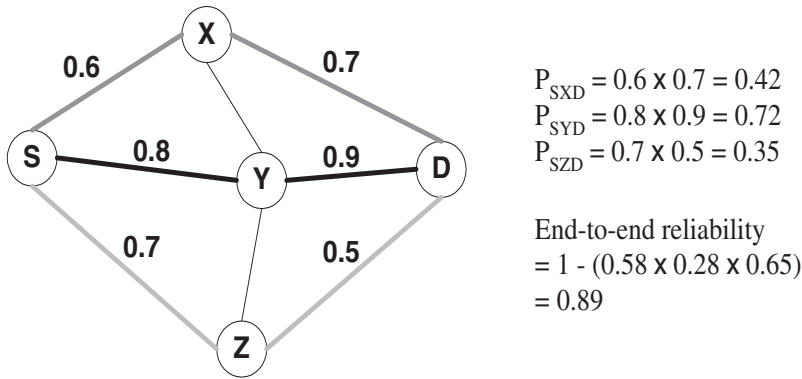 X
0.6
0.7
S
0.8
Y
0.9
D
0.7
0.5
Z
P_SXD = 0.6 x 0.7 = 0.42
P_SYD = 0.8 x 0.9 = 0.72
P_SZD = 0.7 x 0.5 = 0.35
End-to-end reliability
= 1 - (0.58 x 0.28 x 0.65)
= 0.89